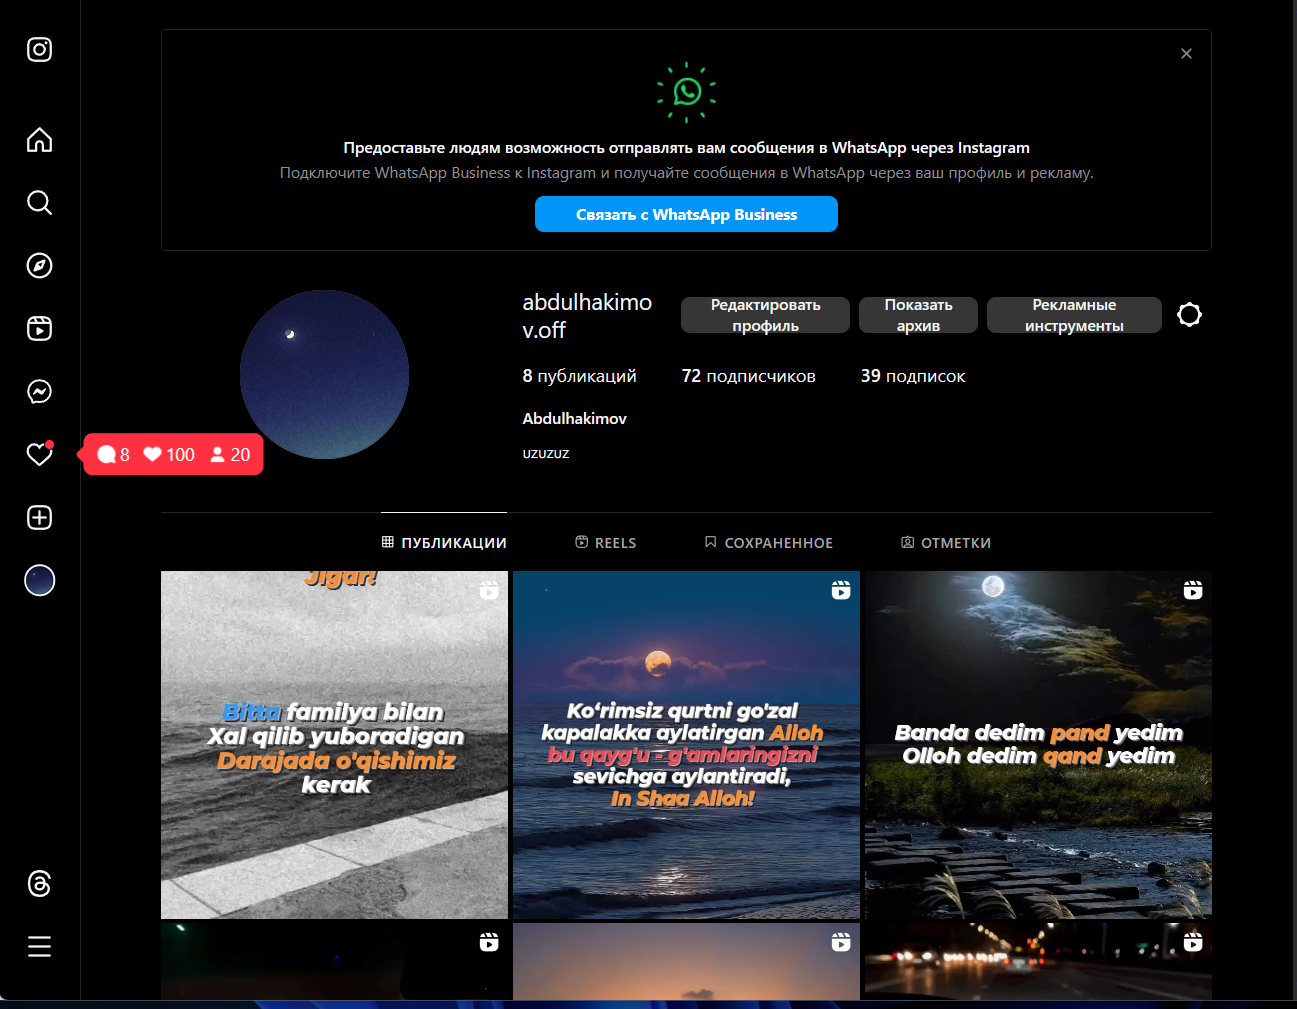 Предоставьте людям возможность отправлять вам сообщения в WhatsApp через Instagram
Подключите WhatsApp Business к Instagram и получайте сообщения в WhatsApp через ваш профиль и рекламу.
Связать с WhatsApp Business
abdulhakimo
v.off
Редактировать
профиль
Показать
архив
Рекламные
инструменты
8 публикаций
72 подписчиков
39 подписок
Abdulhakimov
uzuzuz
8 100 20
ПУБЛИКАЦИИ
REELS
СОХРАНЕННОЕ
ОТМЕТКИ
Jigar!
Bitta familya bilan
Xal qilib yuboradigan
Darajada o'qishimiz
kerak
Ko‘rimsiz qurtni go'zal
kapalakka aylatirgan Alloh
bu qayg'u - g'amlaringizni
sevichga aylantiradi,
In Shaa Alloh!
Banda dedim pand yedim
Olloh dedim qand yedim